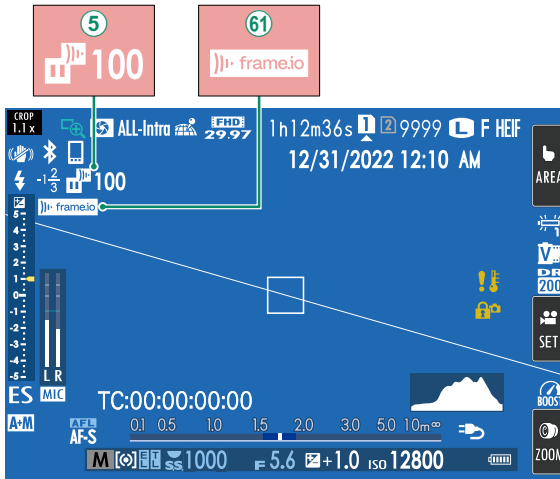 5 61
100 frame.io
CROP
1.1 x ALL-Intra FHD 29.97 1h12m36s 1 2 9999 L F HEIF
12/31/2022 12:10 AM
AREA
-1 2/3 100
frame.io
5
4
3
2
1
0
-1
-2
-3
-4
-5
L R
ES MIC
1
V
DR
200
SET
BOOST
ZOOM
TC:00:00:00:00
A+M AFL
AF-S 0.1 0.5 1.0 1.5 2.0 3.0 5.0 10m∞
M ET L S.S. 1000 F 5.6 +1.0 ISO 12800